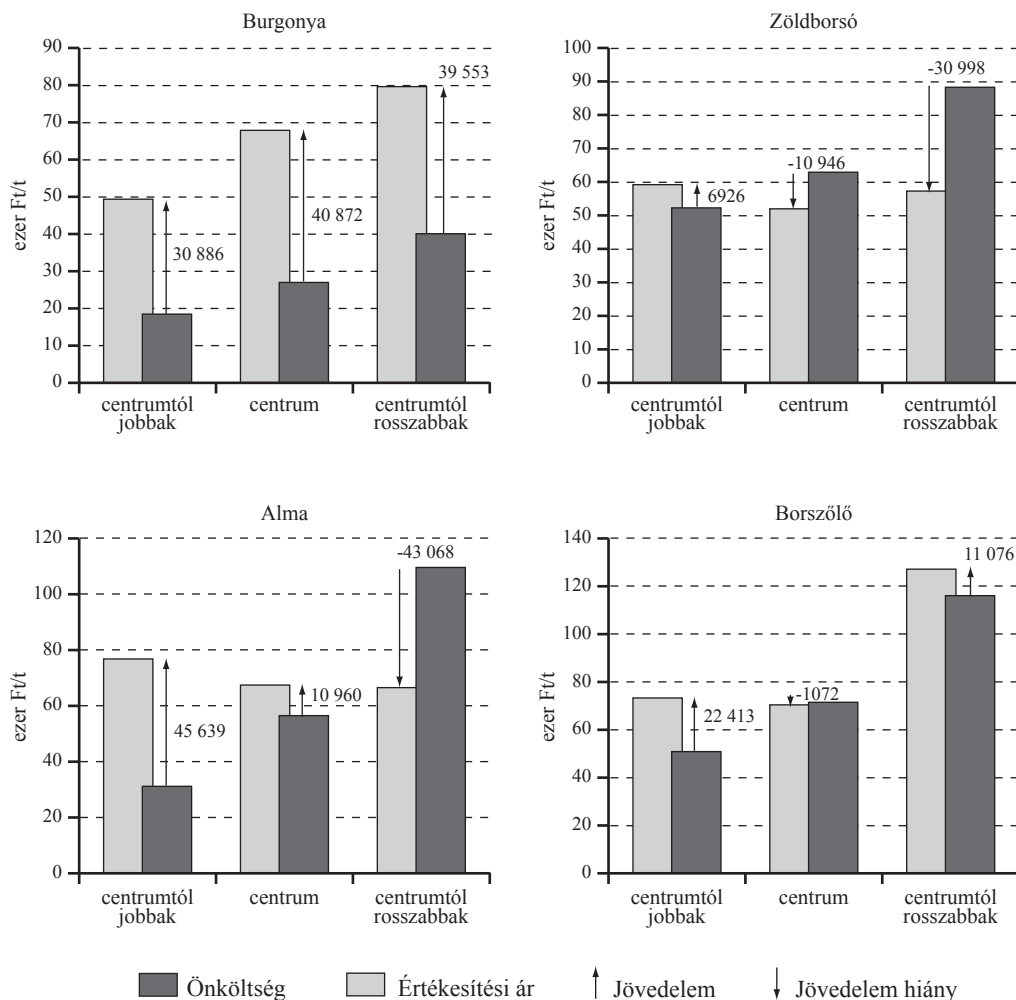 Burgonya
90
80
70
60
50
40
30
20
10
0
ezer Ft/t
30 886
40 872
39 553
centrumtól
jobbak
centrum
centrumtól
rosszabbak
Zöldborsó
100
90
80
70
60
50
40
30
20
10
0
ezer Ft/t
6926
-10 946
-30 998
centrumtól
jobbak
centrum
centrumtól
rosszabbak
Alma
120
100
80
60
40
20
0
ezer Ft/t
45 639
10 960
-43 068
centrumtól
jobbak
centrum
centrumtól
rosszabbak
Borszőlő
140
120
100
80
60
40
20
0
ezer Ft/t
22 413
-1072
11 076
centrumtól
jobbak
centrum
centrumtól
rosszabbak
Önköltség
Értékesítési ár
Jövedelem
Jövedelem hiány